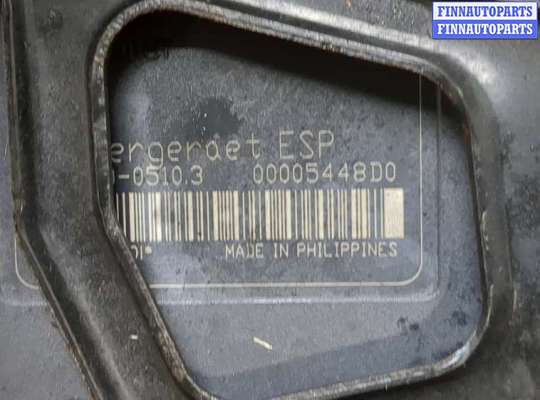 FINNAUTOPARTS
FINNAUTOPARTS
ergeraet ESP
-0510.3 00005448D0
MADE IN PHILIPPINES